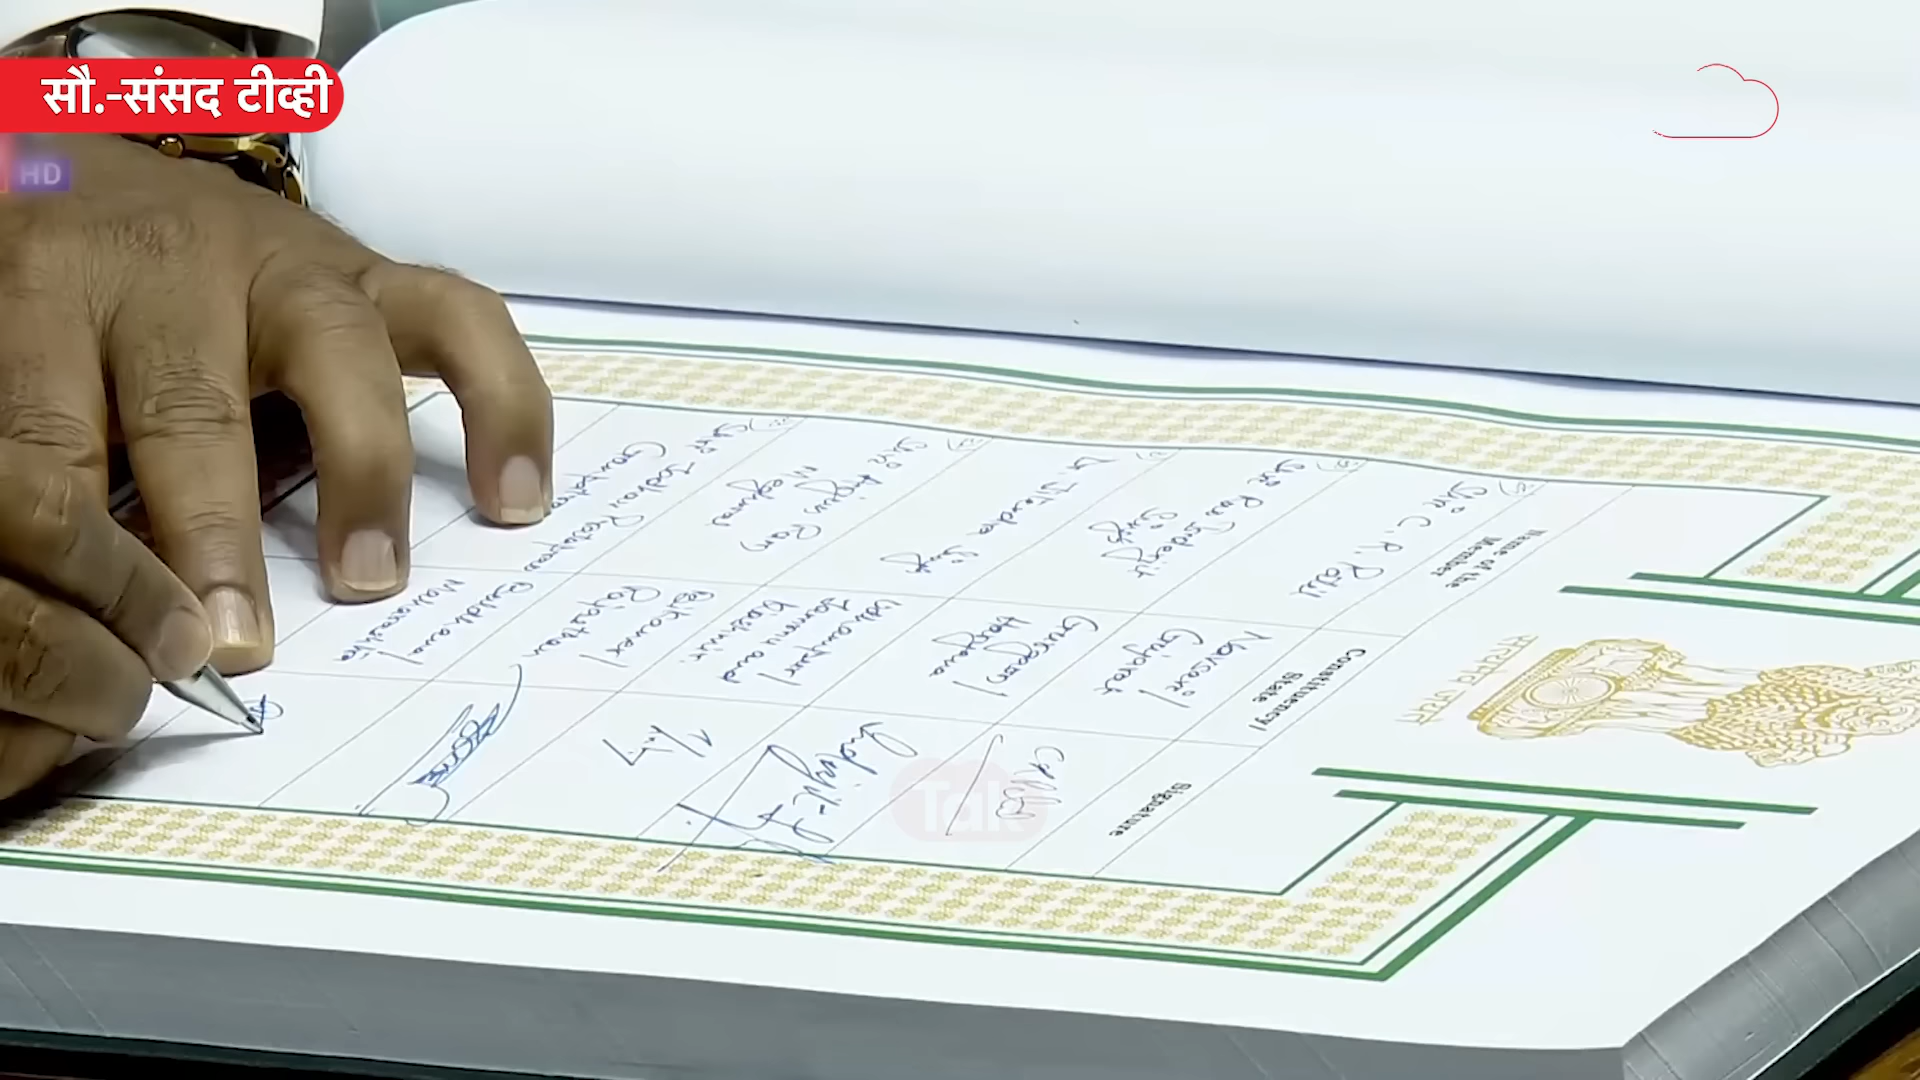 सौ.-संसद टीव्ही
HD
सत्यमेव जयते
Name of the
Member
Constituency/
State
Signature
Shri C. R. Patil
Navsari/
Gujarat
Shri Rao Inderjit
Singh
Gurgaon/
Haryana
Dr Jitendra Singh
Udhampur/
Jammu and
Kashmir.
Shri Arjun Ram
Meghwal
Bikaner/
Rajasthan
Shri Jadhav Prataprao
Ganpatrao
Buldhana/
Maharashtra
Tak